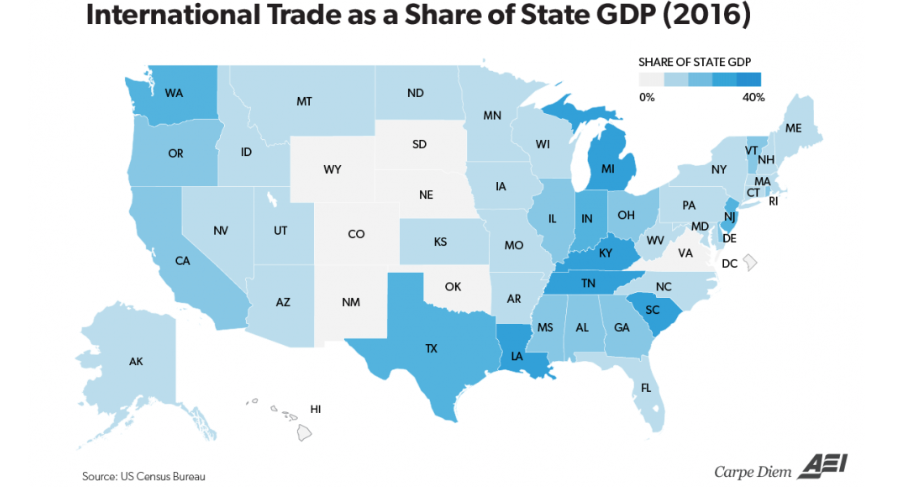 International Trade as a Share of State GDP (2016)
SHARE OF STATE GDP
0% 40%
WA
MT
ND
MN
ME
OR
ID
SD
WI
MI
VT
NH
NY
MA
CT
RI
WY
NE
IA
NV
UT
CO
KS
MO
IL
IN
OH
PA
NJ
MD
DE
WV
VA
DC
CA
KY
AZ
NM
OK
AR
TN
NC
SC
MS
AL
GA
TX
LA
AK
FL
HI
Source: US Census Bureau
Carpe Diem AEI